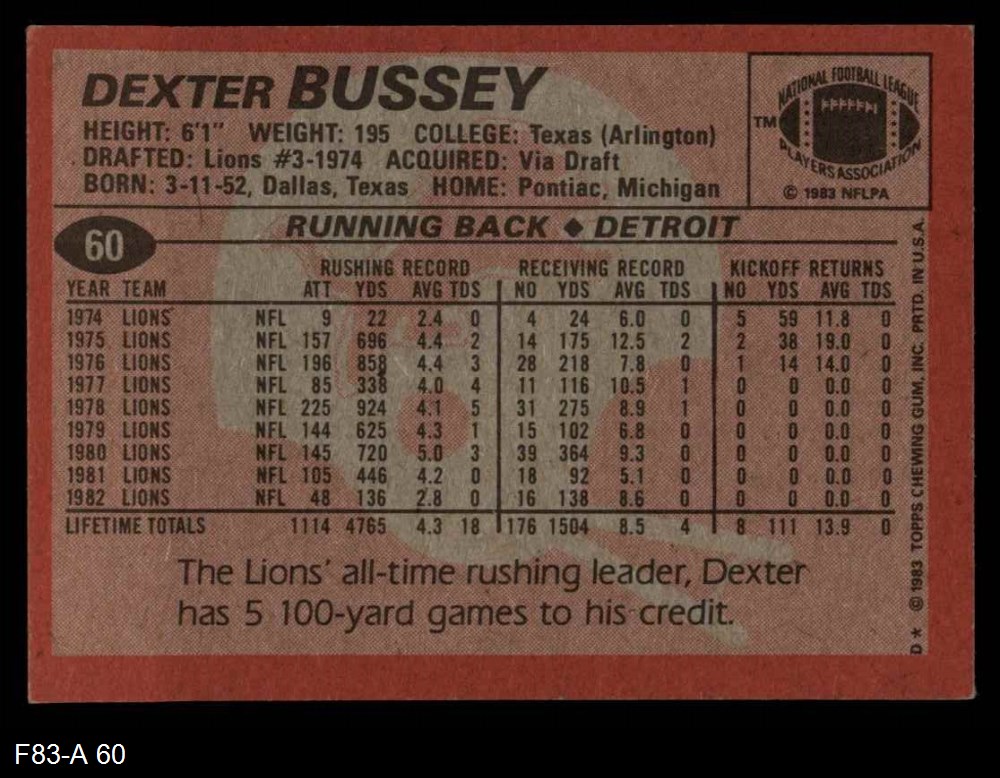 DEXTER BUSSEY
HEIGHT: 6'1" WEIGHT: 195 COLLEGE: Texas (Arlington)
DRAFTED: Lions #3-1974 ACQUIRED: Via Draft
BORN: 3-11-52, Dallas, Texas HOME: Pontiac, Michigan
NATIONAL FOOTBALL LEAGUE
TM
PLAYERS ASSOCIATION
© 1983 NFLPA
60
RUNNING BACK ◆ DETROIT
RUSHING RECORD RECEIVING RECORD KICKOFF RETURNS
YEAR TEAM ATT YDS AVG TDS NO YDS AVG TDS NO YDS AVG TDS
1974 LIONS NFL 9 22 2.4 0 4 24 6.0 0 5 59 11.8 0
1975 LIONS NFL 157 696 4.4 2 14 175 12.5 2 2 38 19.0 0
1976 LIONS NFL 196 858 4.4 3 28 218 7.8 0 1 14 14.0 0
1977 LIONS NFL 85 338 4.0 4 11 116 10.5 1 0 0 0.0 0
1978 LIONS NFL 225 924 4.1 5 31 275 8.9 1 0 0 0.0 0
1979 LIONS NFL 144 625 4.3 1 15 102 6.8 0 0 0 0.0 0
1980 LIONS NFL 145 720 5.0 3 39 364 9.3 0 0 0 0.0 0
1981 LIONS NFL 105 446 4.2 0 18 92 5.1 0 0 0 0.0 0
1982 LIONS NFL 48 136 2.8 0 16 138 8.6 0 0 0 0.0 0
LIFETIME TOTALS 1114 4765 4.3 18 176 1504 8.5 4 8 111 13.9 0
The Lions' all-time rushing leader, Dexter
has 5 100-yard games to his credit.
D* © 1983 TOPPS CHEWING GUM, INC. PRTD. IN U.S.A.
F83-A 60